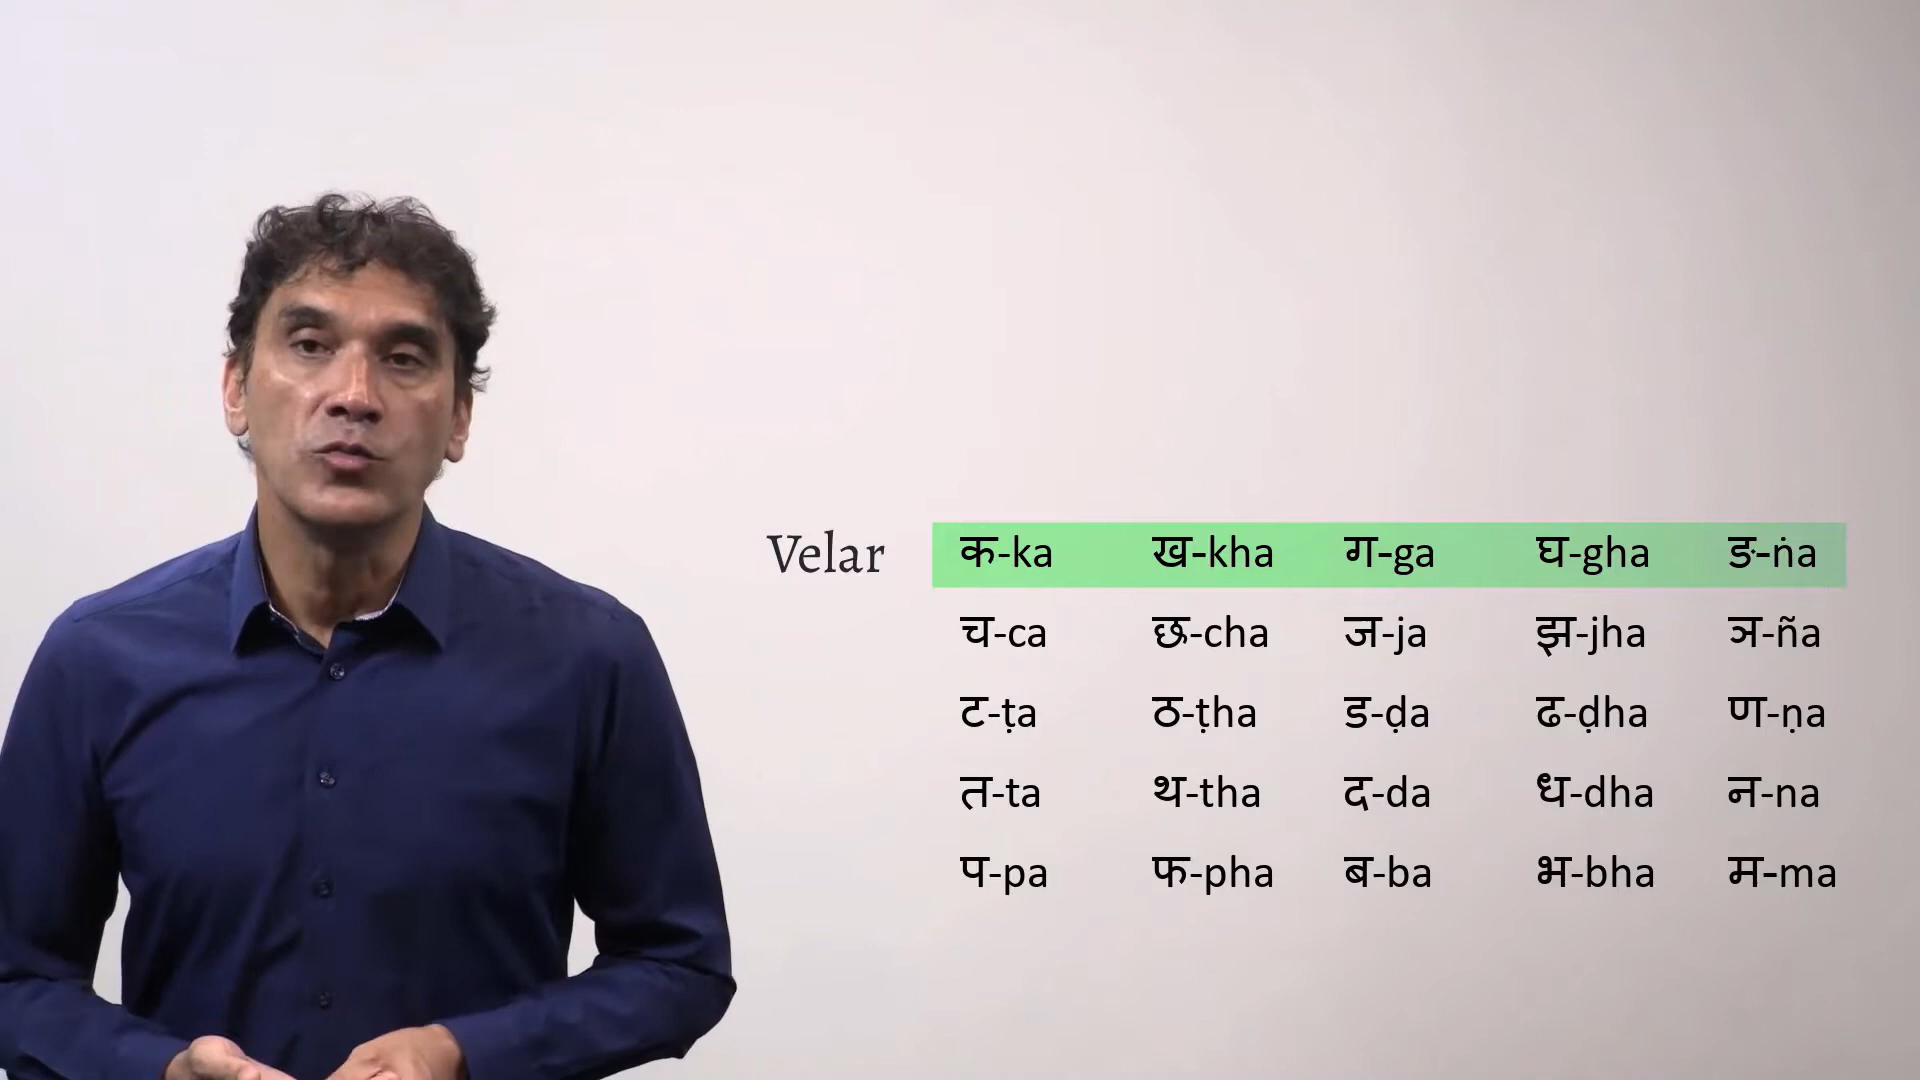 Velar क-ka ख-kha ग-ga घ-gha ङ-ṅa
च-ca छ-cha ज-ja झ-jha ञ-ña
ट-ṭa ठ-ṭha ड-ḍa ढ-ḍha ण-ṇa
त-ta थ-tha द-da ध-dha न-na
प-pa फ-pha ब-ba भ-bha म-ma